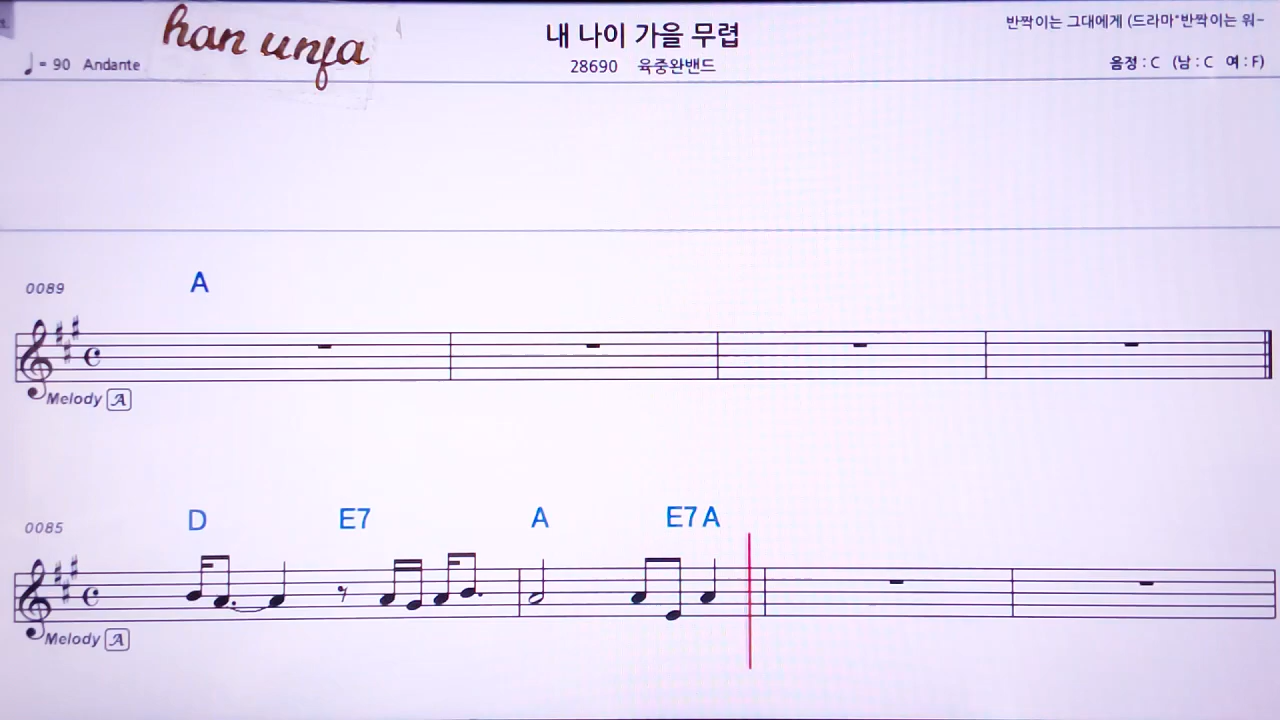 han unfa
내 나이 가을 무렵
반짝이는 그대에게 (드라마"반짝이는 워~
♩= 90 Andante
28690 육중완밴드
음정 : C (남 : C 여 : F)
A
0089
Melody A
D E7 A E7 A
0085
Melody A